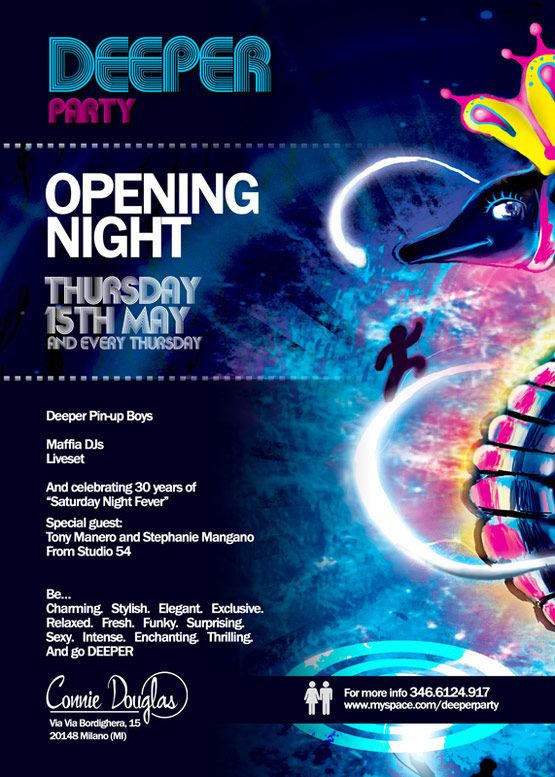 DEEPER
PARTY
OPENING
NIGHT
THURSDAY
15TH MAY
AND EVERY THURSDAY
Deeper Pin-up Boys
Maffia DJs
Liveset
And celebrating 30 years of
“Saturday Night Fever”
Special guest:
Tony Manero and Stephanie Mangano
From Studio 54
Be...
Charming. Stylish. Elegant. Exclusive.
Relaxed. Fresh. Funky. Surprising.
Sexy. Intense. Enchanting. Thrilling.
And go DEEPER
Connie Douglas
Via Via Bordighera, 15
20148 Milano (MI)
For more info 346.6124.917
www.myspace.com/deeperparty